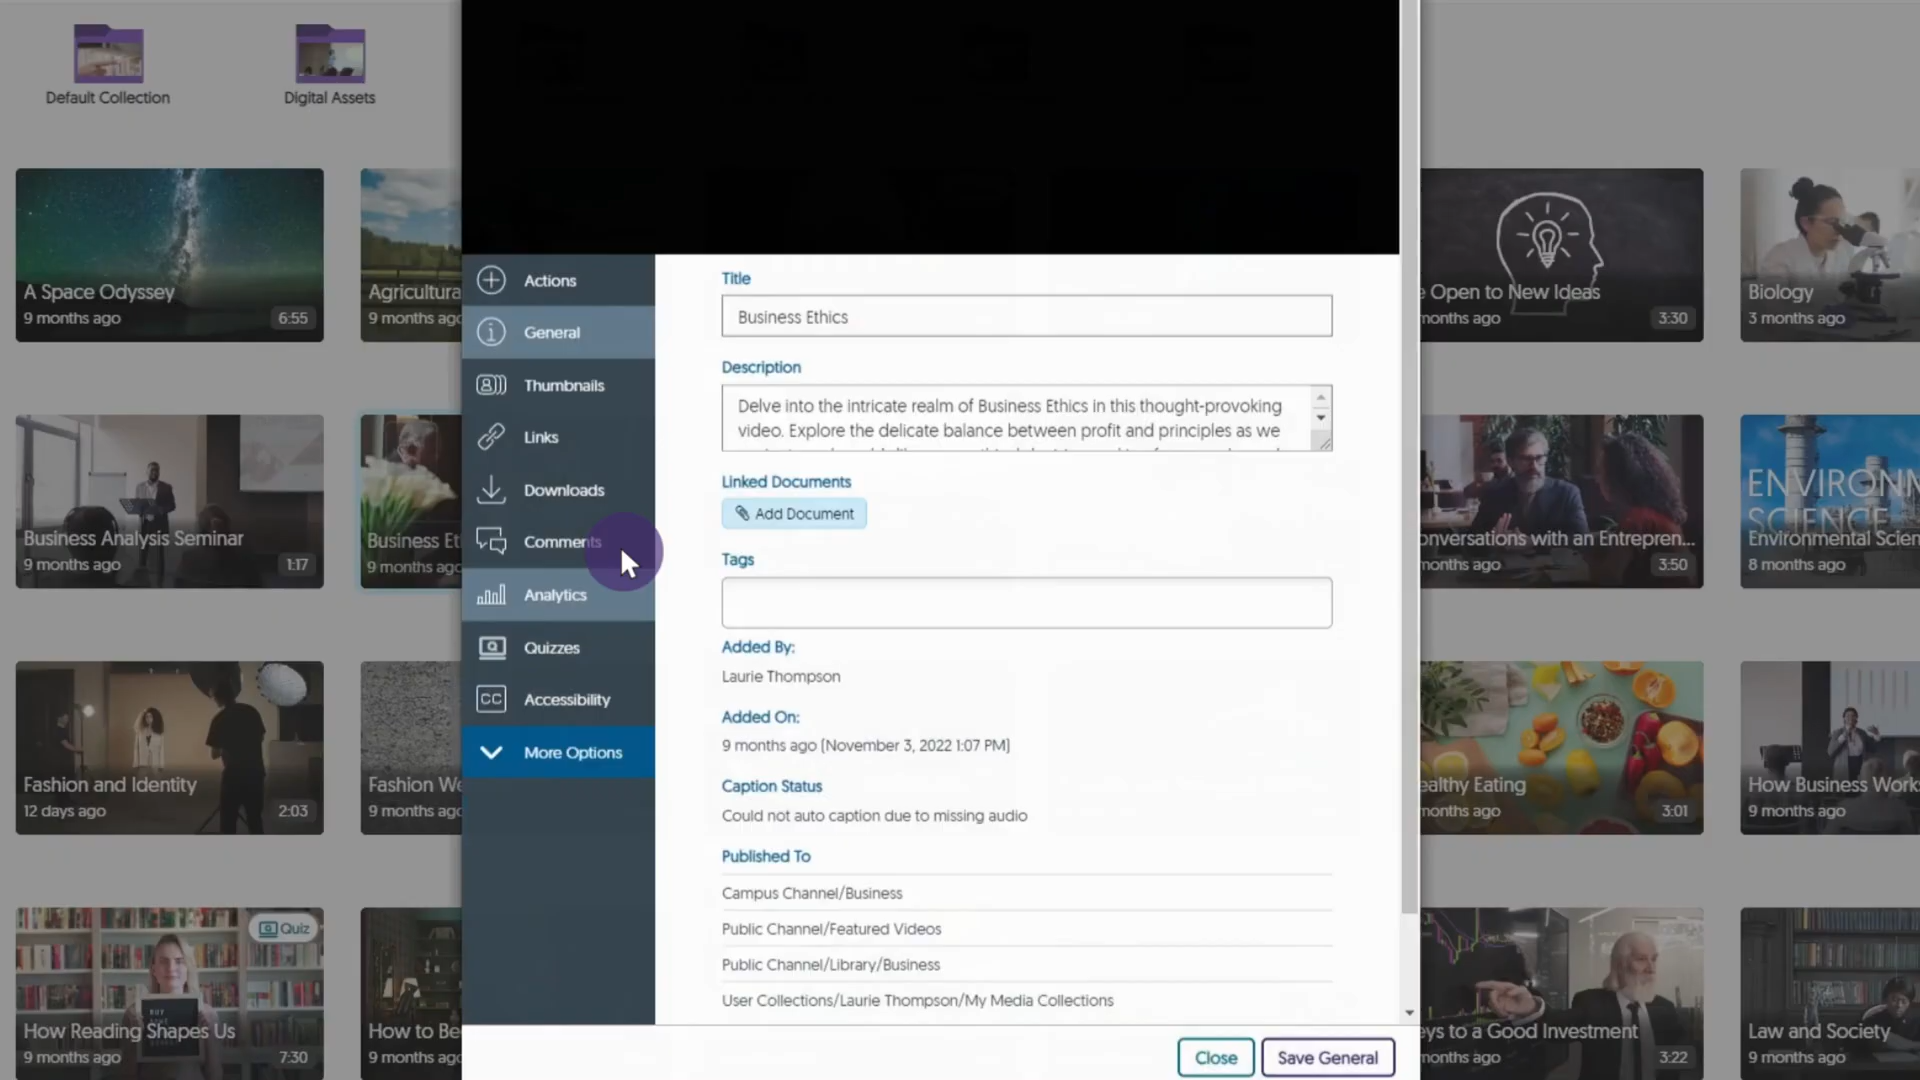 Default Collection
Digital Assets
A Space Odyssey
9 months ago
6:55
Agricultura
9 months ago
Business Analysis Seminar
9 months ago
1:17
Business Et
9 months ago
Fashion and Identity
12 days ago
2:03
Fashion We
9 months ago
Quiz
How Reading Shapes Us
9 months ago
7:30
How to Be
9 months ago
Actions
General
Thumbnails
Links
Downloads
Comments
Analytics
Quizzes
CC
Accessibility
More Options
Title
Business Ethics
Description
Delve into the intricate realm of Business Ethics in this thought-provoking
video. Explore the delicate balance between profit and principles as we
Linked Documents
Add Document
Tags
Added By:
Laurie Thompson
Added On:
9 months ago (November 3, 2022 1:07 PM)
Caption Status
Could not auto caption due to missing audio
Published To
Campus Channel/Business
Public Channel/Featured Videos
Public Channel/Library/Business
User Collections/Laurie Thompson/My Media Collections
Close
Save General
Open to New Ideas
months ago
3:30
Biology
3 months ago
onversations with an Entrepren...
months ago
3:50
ENVIRONM
SCIENCE
Environmental Scien
8 months ago
ealthy Eating
months ago
3:01
How Business Work
9 months ago
eys to a Good Investment
months ago
3:22
Law and Society
9 months ago